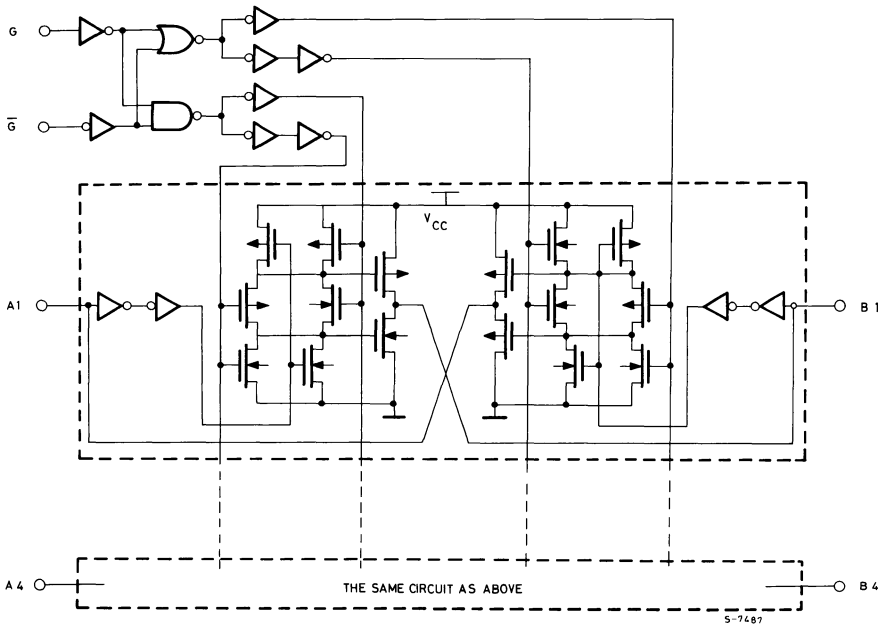 G
G̅
V CC
A1
B 1
A 4
THE SAME CIRCUIT AS ABOVE
B 4
S-7487